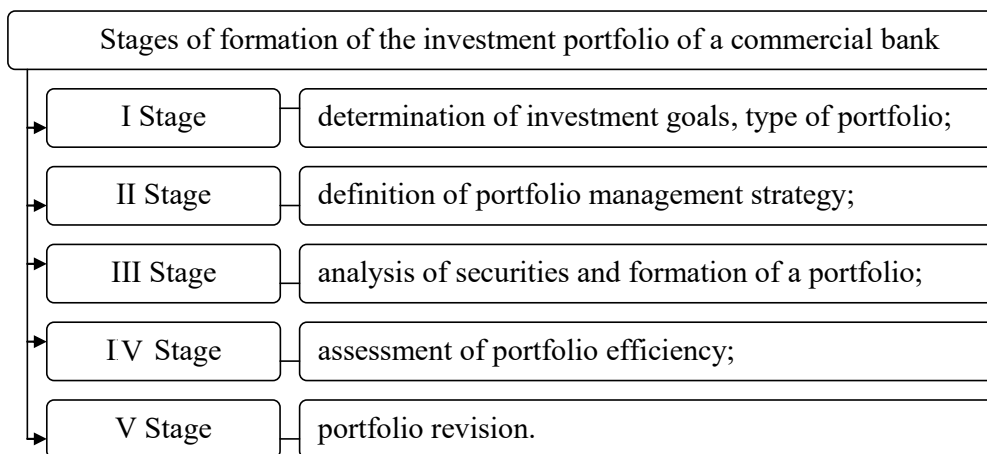 Stages of formation of the investment portfolio of a commercial bank
I Stage
determination of investment goals, type of portfolio;
II Stage
definition of portfolio management strategy;
III Stage
analysis of securities and formation of a portfolio;
IV Stage
assessment of portfolio efficiency;
V Stage
portfolio revision.